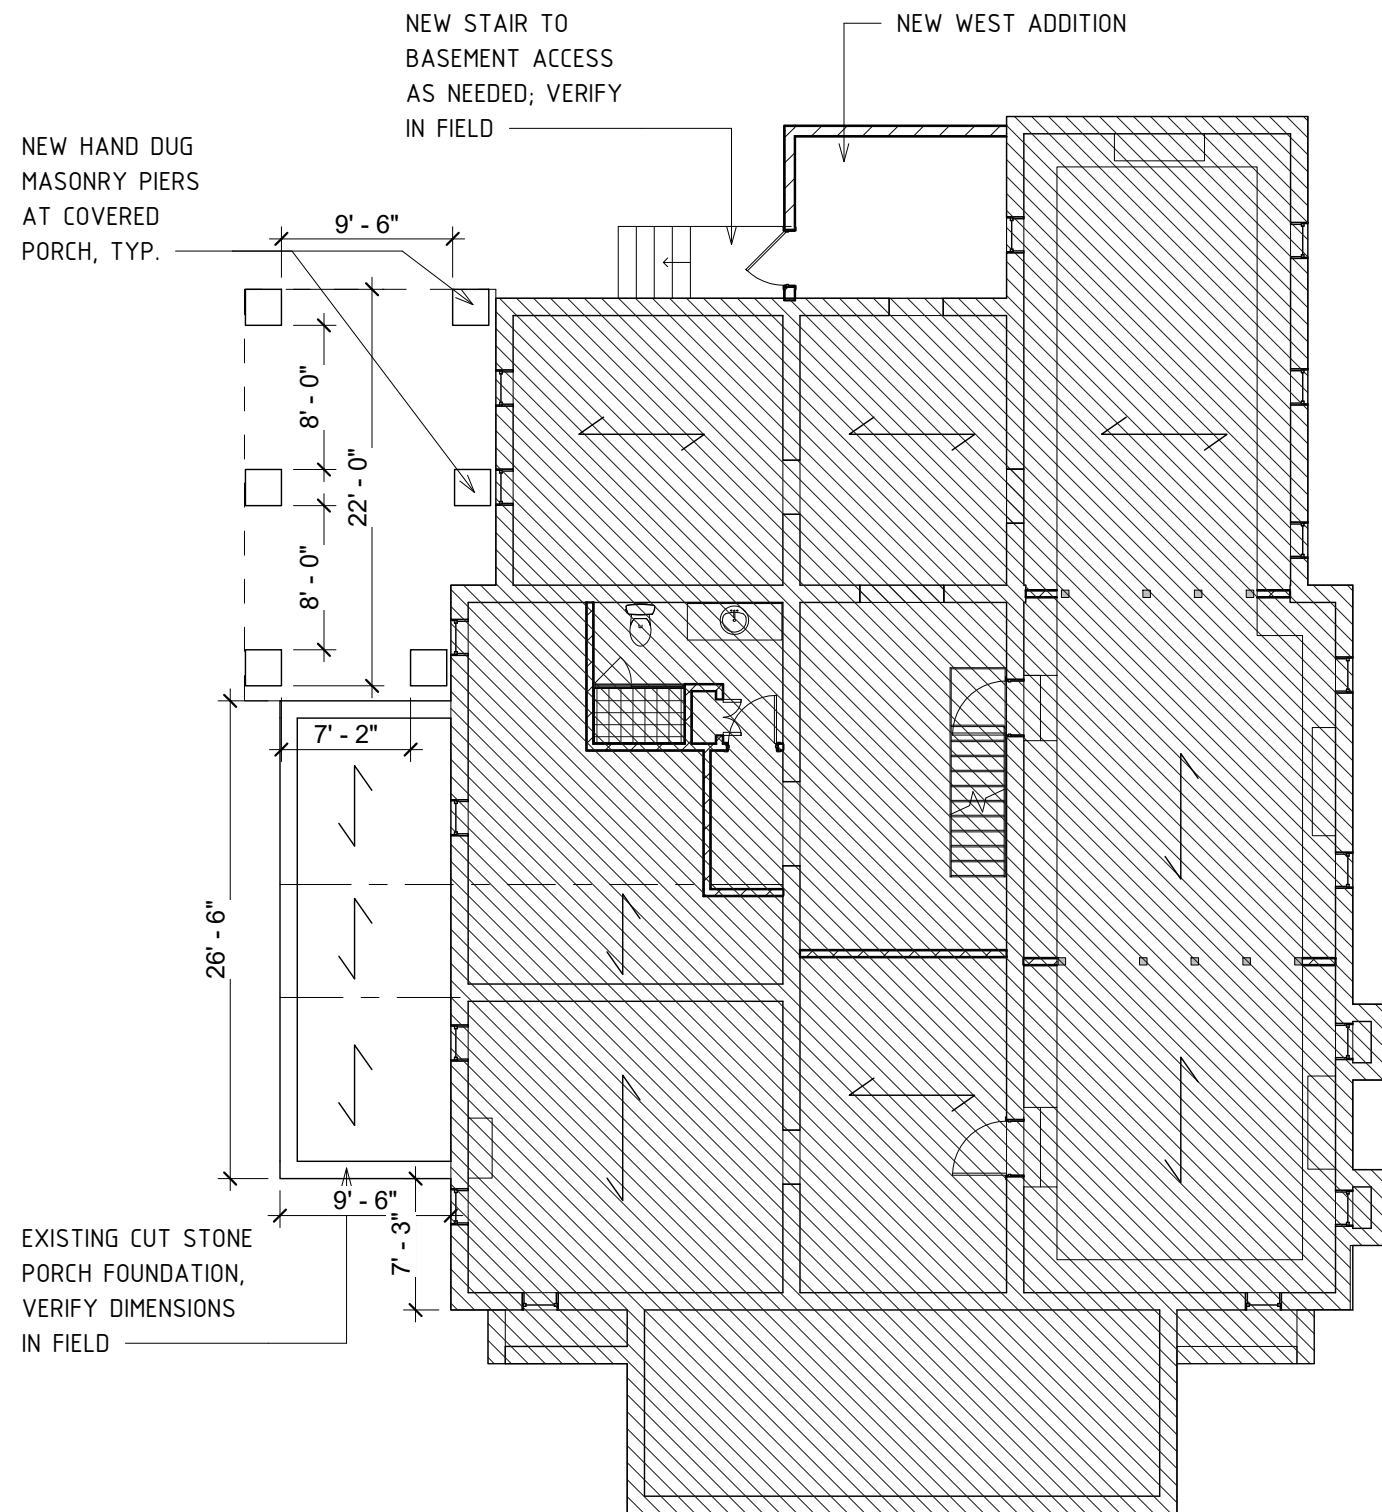 NEW STAIR TO
BASEMENT ACCESS
AS NEEDED; VERIFY
IN FIELD
NEW WEST ADDITION
NEW HAND DUG
MASONRY PIERS
AT COVERED
PORCH, TYP.
9' - 6"
8' - 0"
22' - 0"
8' - 0"
7' - 2"
26' - 6"
9' - 6"
7' - 3"
EXISTING CUT STONE
PORCH FOUNDATION,
VERIFY DIMENSIONS
IN FIELD